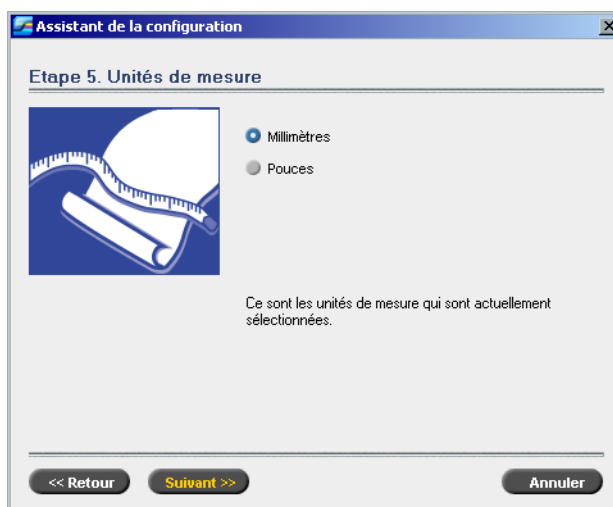 Assistant de la configuration
Etape 5. Unités de mesure
Millimètres
Pouces
Ce sont les unités de mesure qui sont actuellement
sélectionnées.
<< Retour
Suivant >>
Annuler